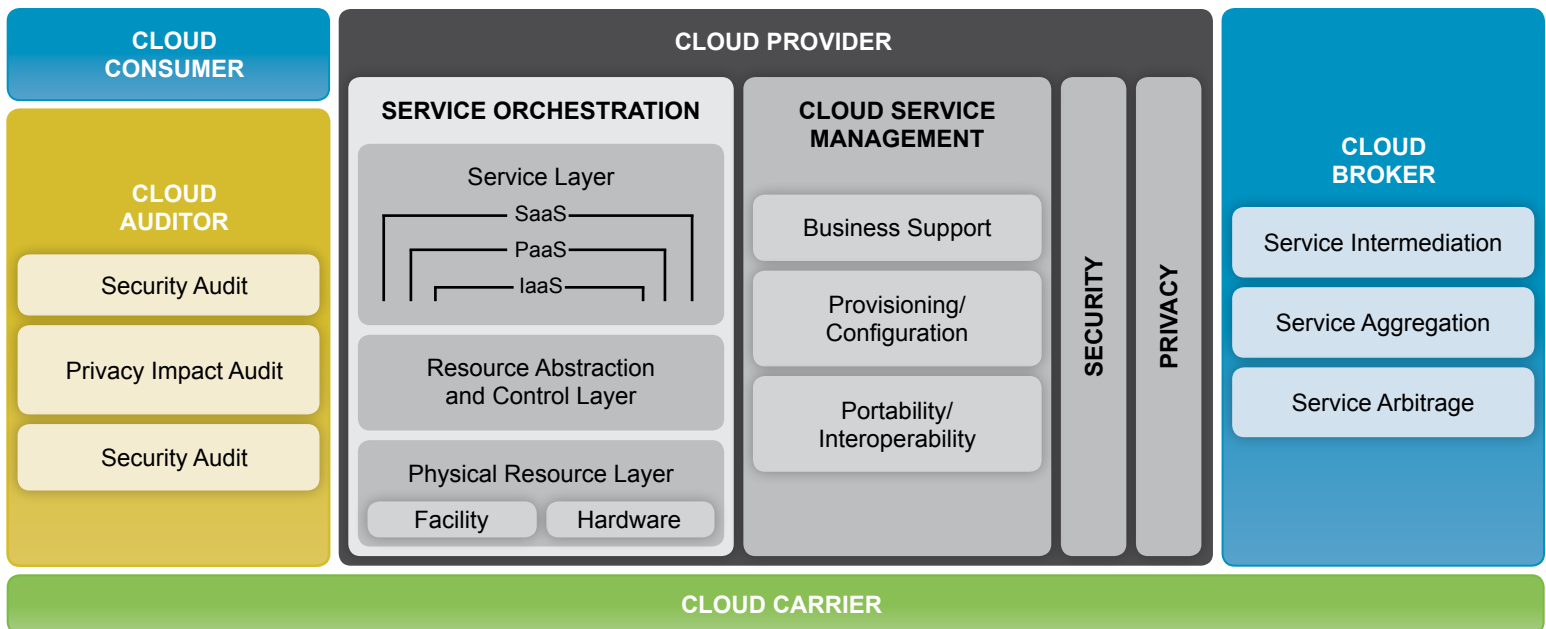 CLOUD
CONSUMER
CLOUD
AUDITOR
Security Audit
Privacy Impact Audit
Security Audit
CLOUD PROVIDER
SERVICE ORCHESTRATION
Service Layer
SaaS
PaaS
IaaS
Resource Abstraction
and Control Layer
Physical Resource Layer
Facility
Hardware
CLOUD SERVICE
MANAGEMENT
Business Support
Provisioning/
Configuration
Portability/
Interoperability
SECURITY
PRIVACY
CLOUD
BROKER
Service Intermediation
Service Aggregation
Service Arbitrage
CLOUD CARRIER